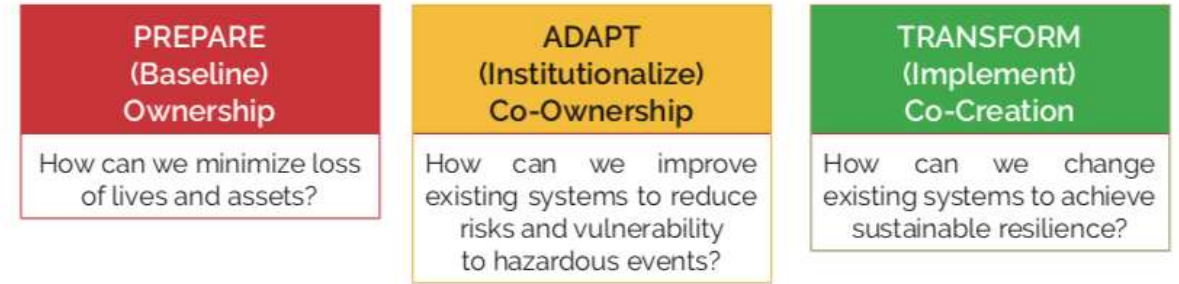 PREPARE
(Baseline)
Ownership
How can we minimize loss
of lives and assets?
ADAPT
(Institutionalize)
Co-Ownership
How can we improve
existing systems to reduce
risks and vulnerability
to hazardous events?
TRANSFORM
(Implement)
Co-Creation
How can we change
existing systems to achieve
sustainable resilience?